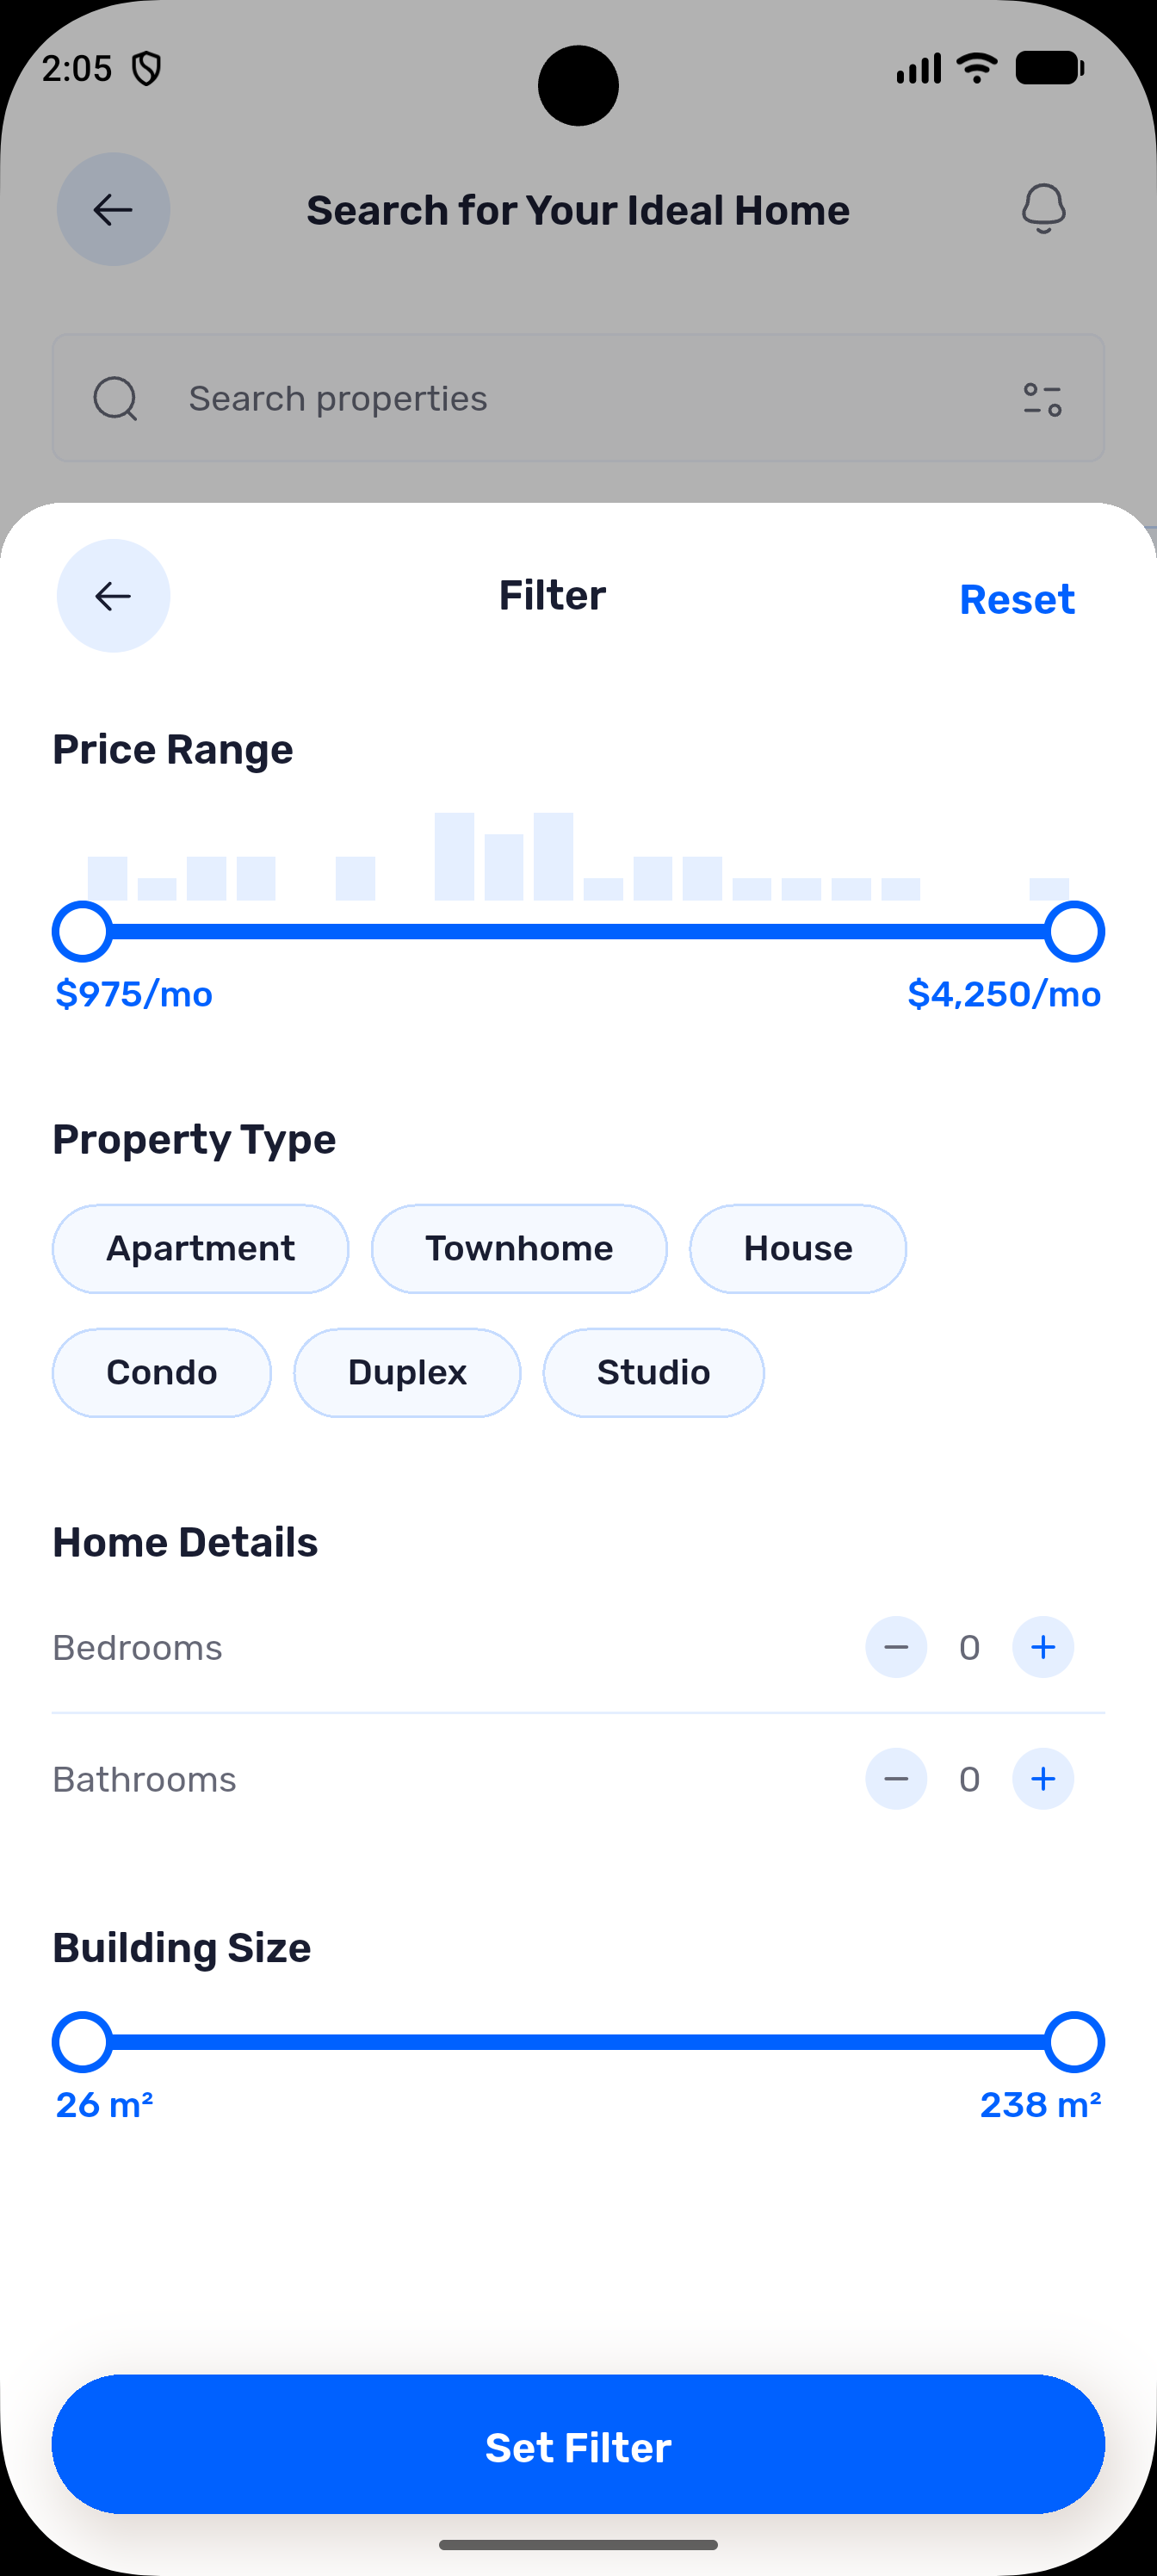 2:05
Search for Your Ideal Home
Search properties
Filter
Reset
Price Range
$975/mo
$4,250/mo
Property Type
Apartment
Townhome
House
Condo
Duplex
Studio
Home Details
Bedrooms
0
Bathrooms
0
Building Size
26 m²
238 m²
Set Filter